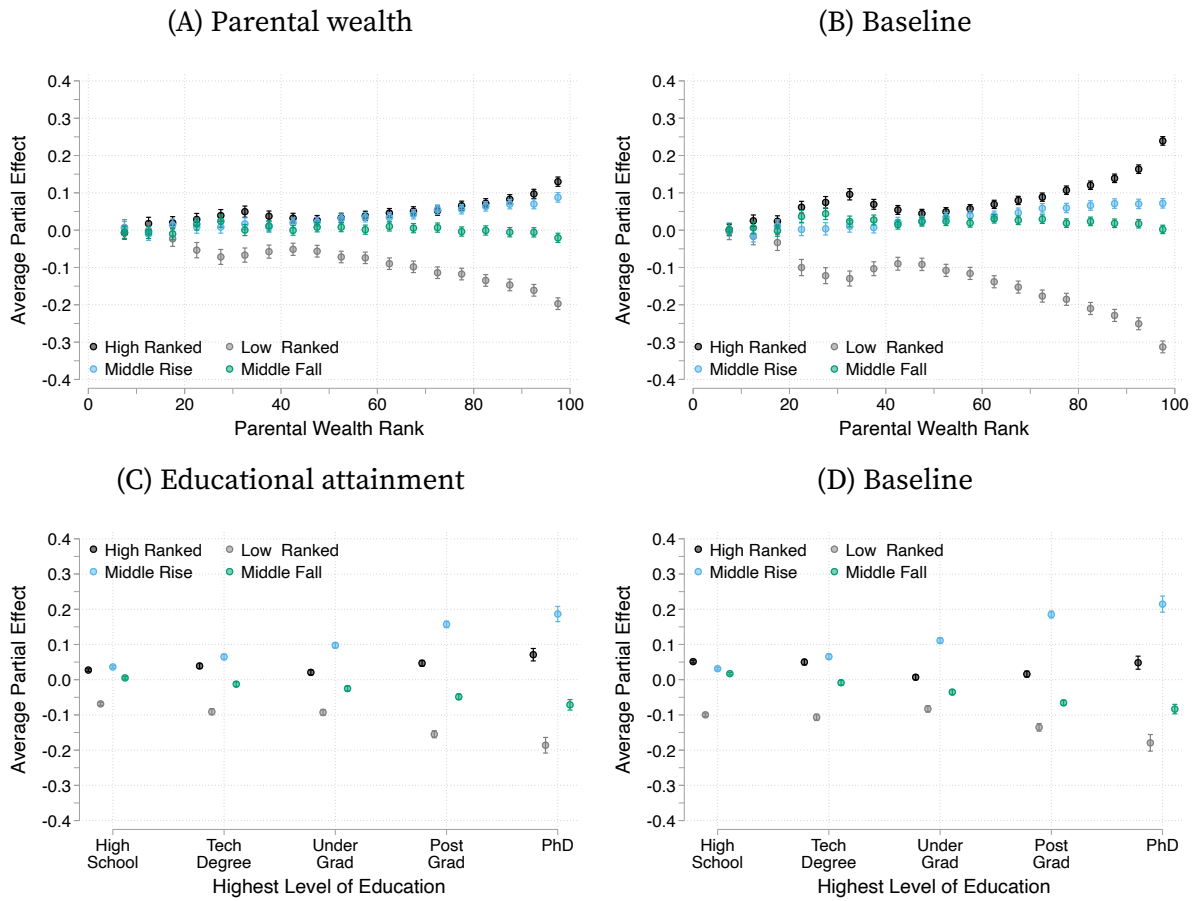 (A) Parental wealth
(B) Baseline
Average Partial Effect
0.4
0.3
0.2
0.1
0.0
-0.1
-0.2
-0.3
-0.4
High Ranked
Low Ranked
Middle Rise
Middle Fall
0 20 40 60 80 100
Parental Wealth Rank
Average Partial Effect
0.4
0.3
0.2
0.1
0.0
-0.1
-0.2
-0.3
-0.4
High Ranked
Low Ranked
Middle Rise
Middle Fall
0 20 40 60 80 100
Parental Wealth Rank
(C) Educational attainment
(D) Baseline
Average Partial Effect
0.4
0.3
0.2
0.1
0.0
-0.1
-0.2
-0.3
-0.4
High Ranked
Low Ranked
Middle Rise
Middle Fall
High School
Tech Degree
Under Grad
Post Grad
PhD
Highest Level of Education
Average Partial Effect
0.4
0.3
0.2
0.1
0.0
-0.1
-0.2
-0.3
-0.4
High Ranked
Low Ranked
Middle Rise
Middle Fall
High School
Tech Degree
Under Grad
Post Grad
PhD
Highest Level of Education